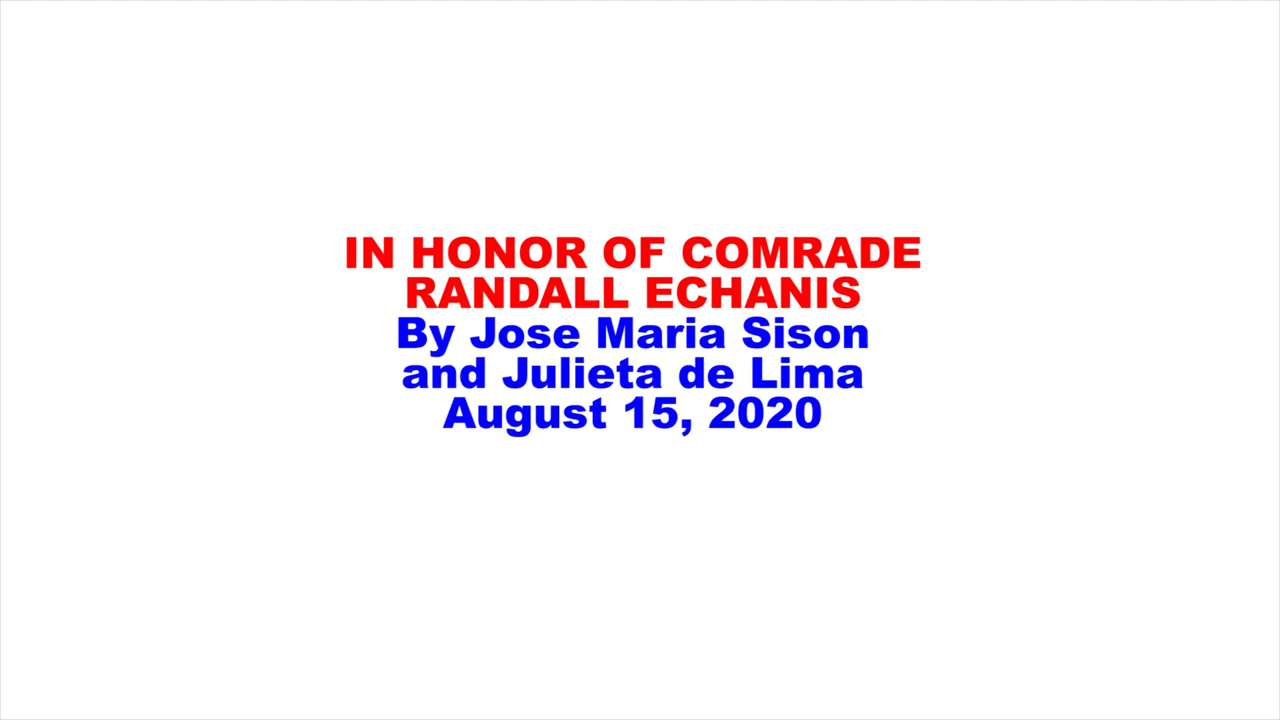 IN HONOR OF COMRADE
RANDALL ECHANIS
By Jose Maria Sison
and Julieta de Lima
August 15, 2020